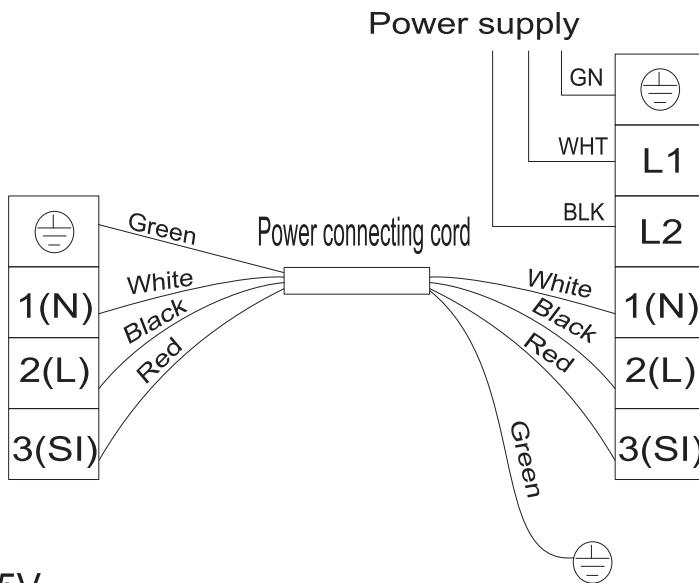 Power supply
GN
WHT
L1
BLK
L2
Green
Power connecting cord
White
White
1(N)
1(N)
Black
Black
2(L)
2(L)
Red
Red
3(SI)
3(SI)
Green
5V